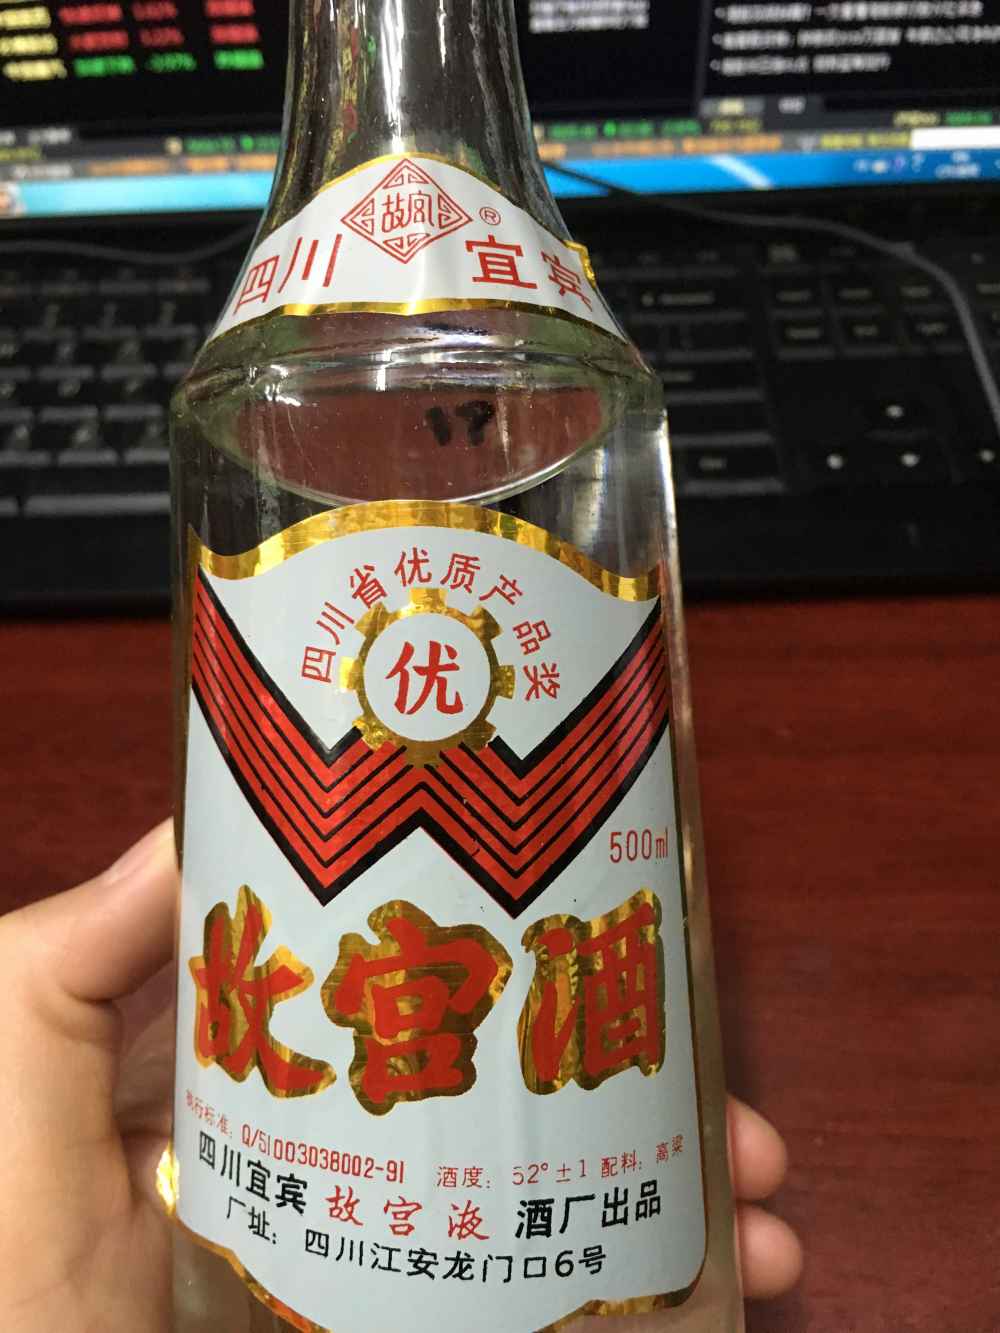 故宫
®
四川 宜宾
17
四川省优质产品奖
优
500ml
故宫酒
执行标准: Q/51003038002-91 酒度: 52°±1 配料: 高粱
四川宜宾故宫液酒厂出品
厂址: 四川江安龙门口6号